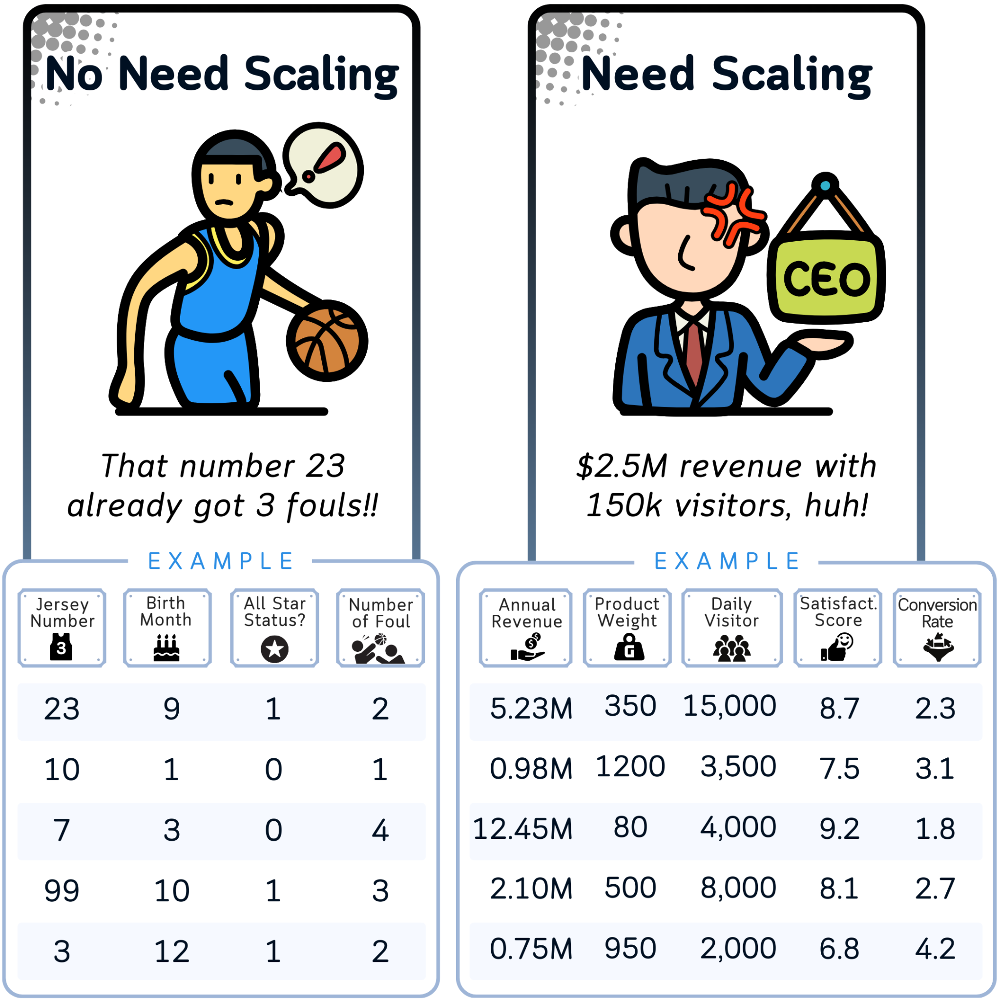 No Need Scaling
That number 23
already got 3 fouls!!
EXAMPLE
Jersey Number
3
Birth Month
All Star Status?
Number of Foul
23 9 1 2
10 1 0 1
7 3 0 4
99 10 1 3
3 12 1 2
Need Scaling
CEO
$2.5M revenue with
150k visitors, huh!
EXAMPLE
Annual Revenue
$ $
Product Weight
G
Daily Visitor
Satisfact. Score
Conversion Rate
5.23M 350 15,000 8.7 2.3
0.98M 1200 3,500 7.5 3.1
12.45M 80 4,000 9.2 1.8
2.10M 500 8,000 8.1 2.7
0.75M 950 2,000 6.8 4.2